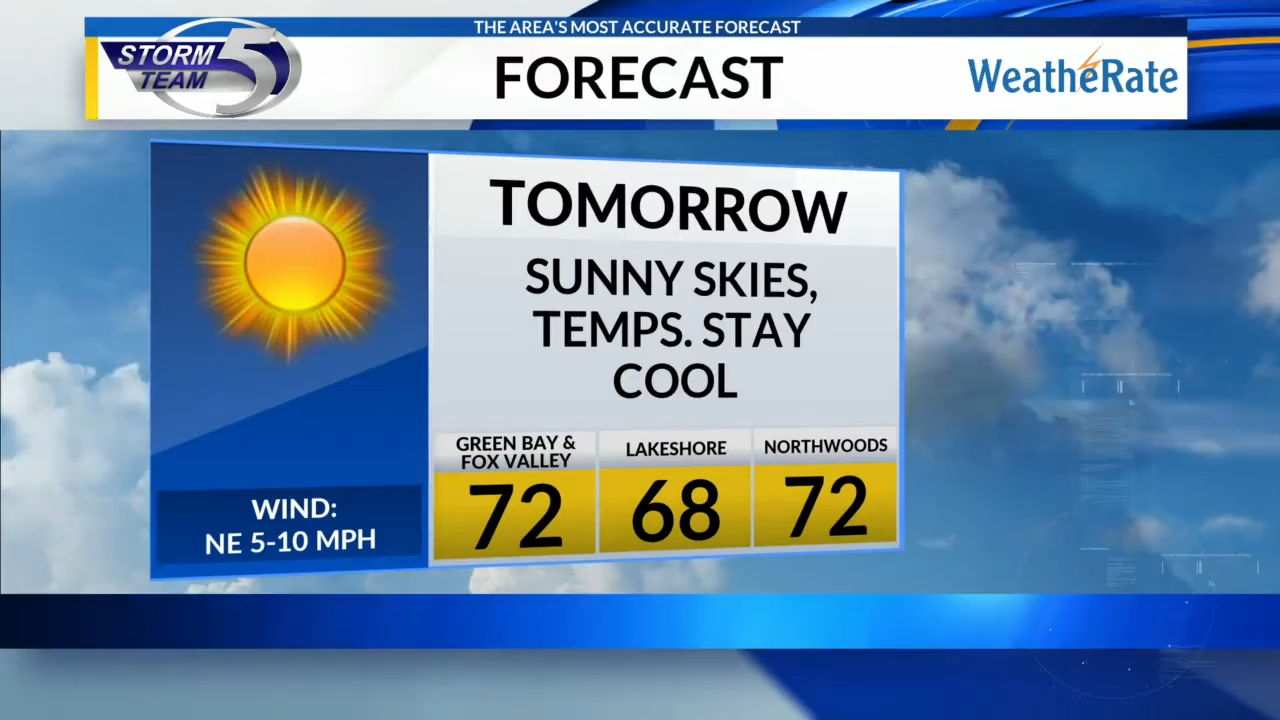 THE AREA'S MOST ACCURATE FORECAST
STORM
TEAM 5
FORECAST
WeatheRate
TOMORROW
SUNNY SKIES,
TEMPS. STAY
COOL
GREEN BAY &
FOX VALLEY
72
LAKESHORE
68
NORTHWOODS
72
WIND:
NE 5-10 MPH